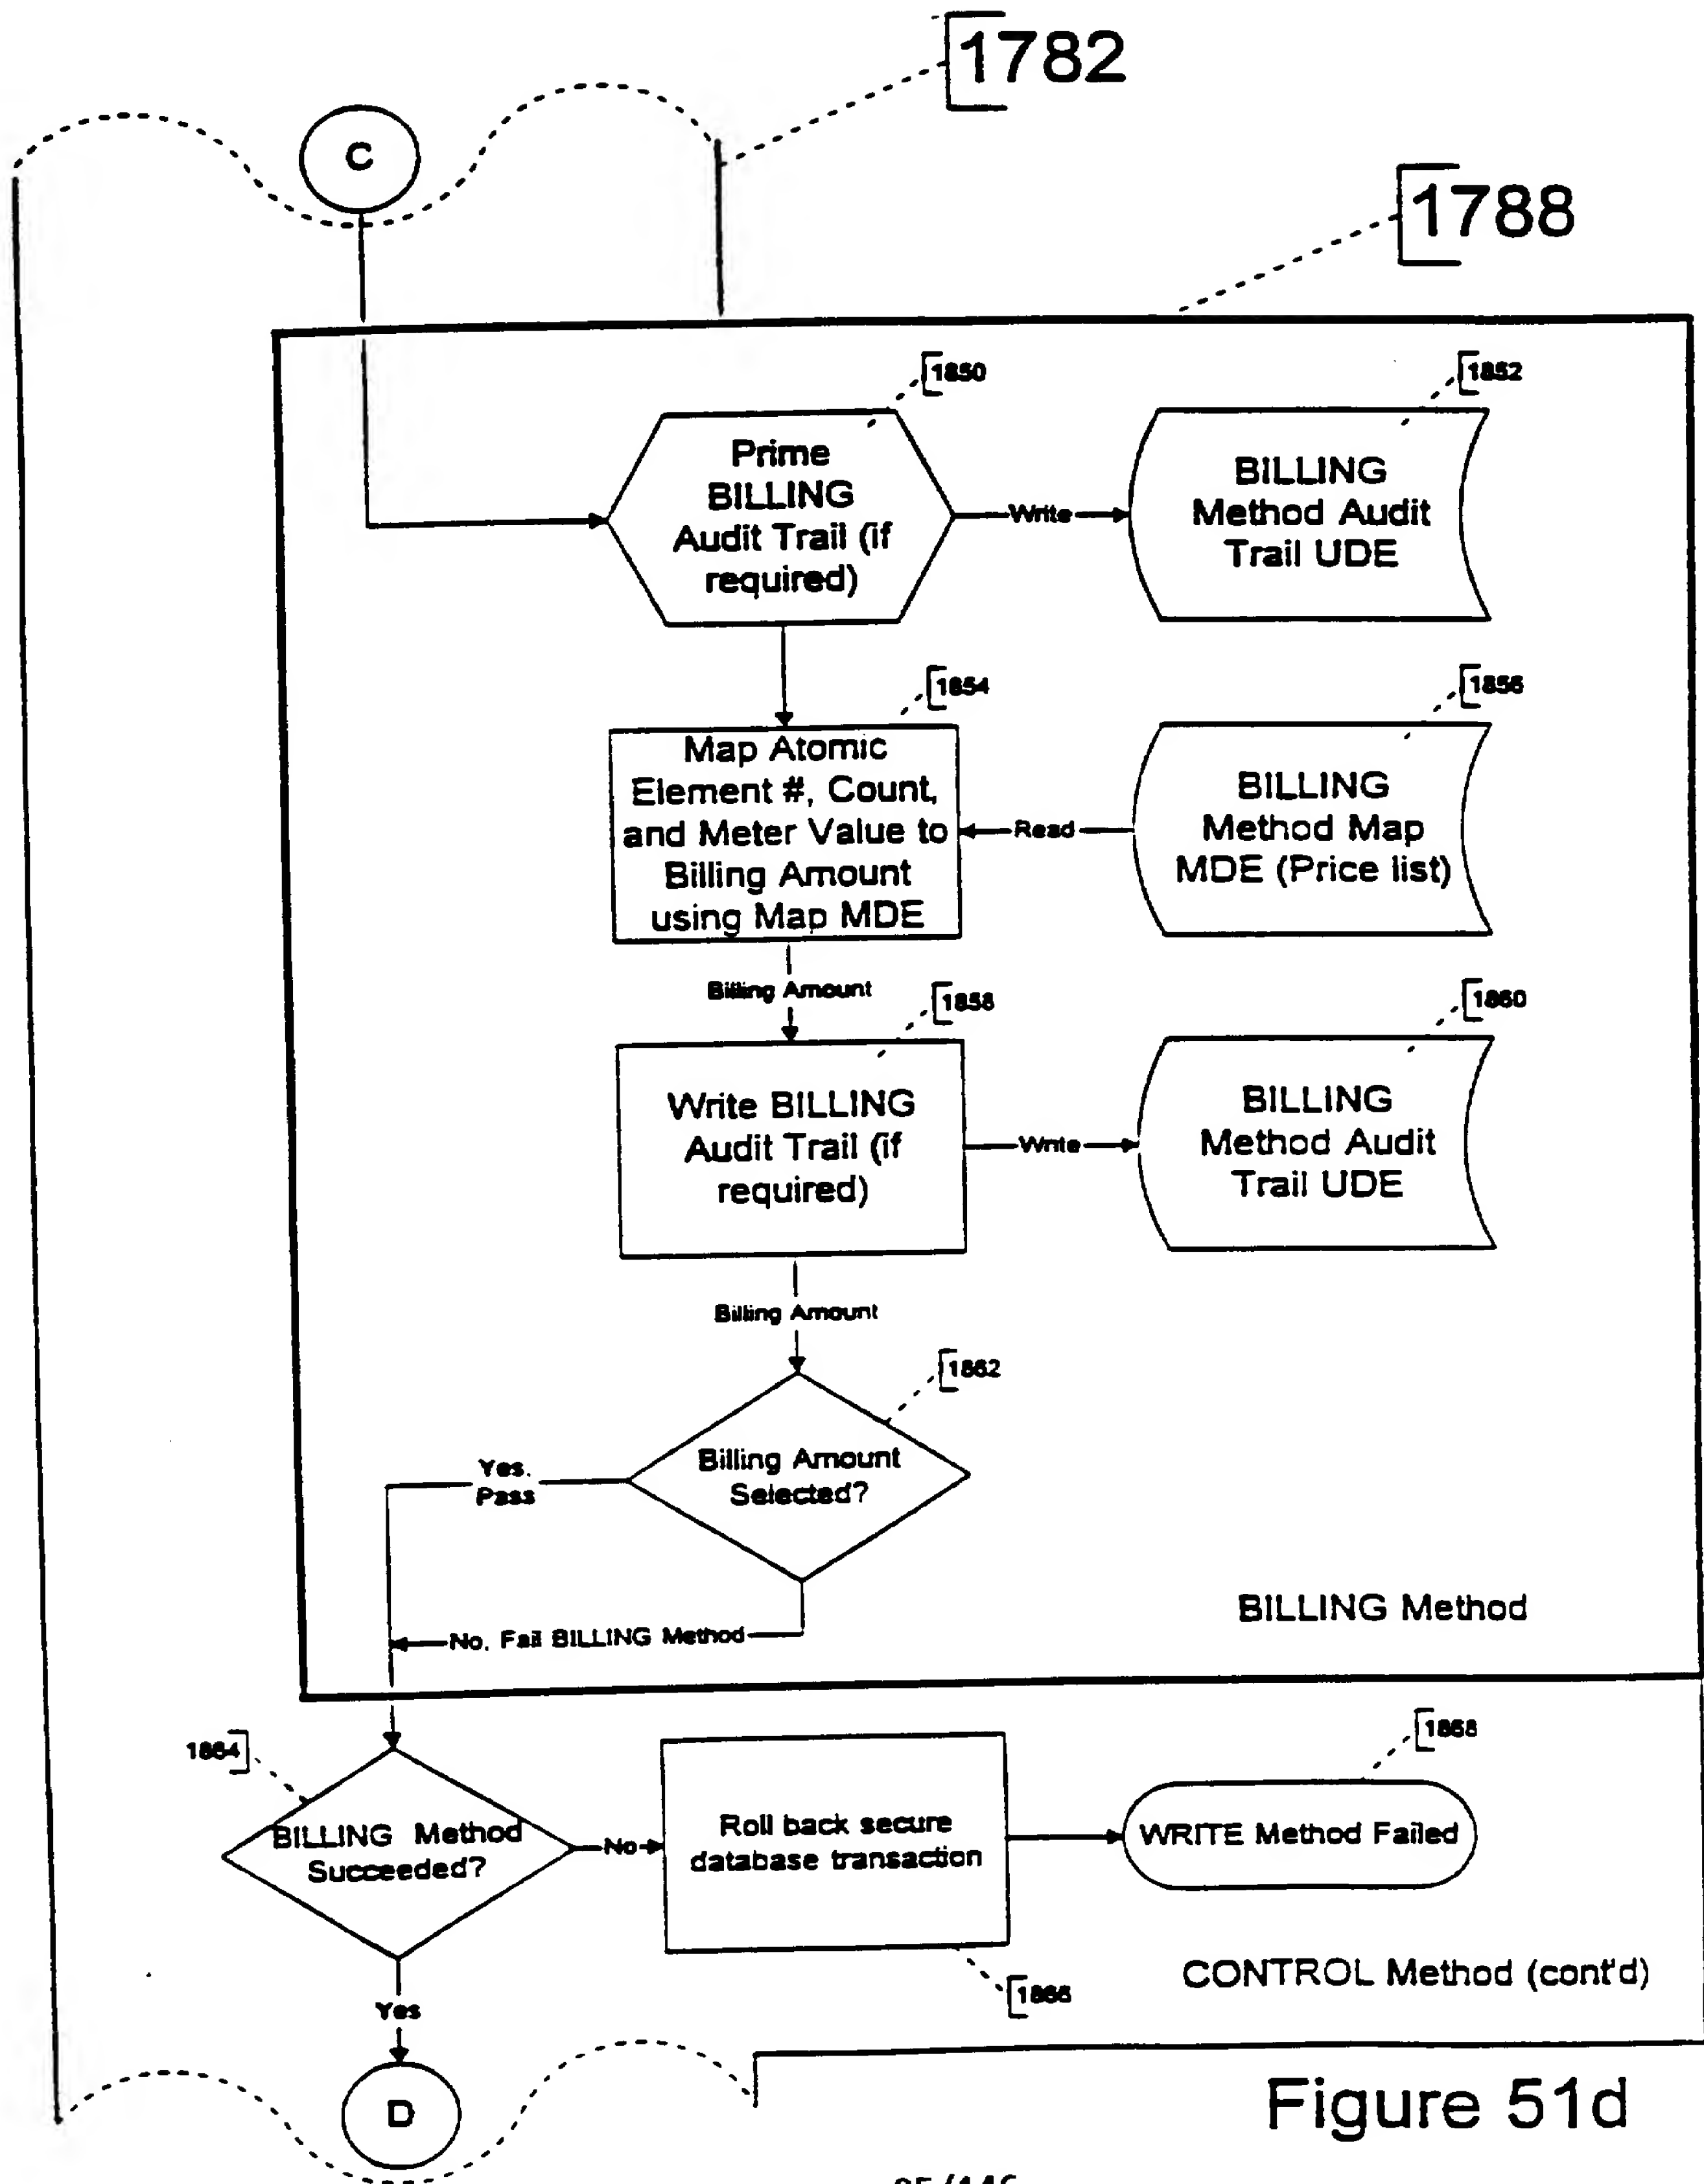 1782
C
1788
1850
1852
Prime
BILLING
Audit Trail (if
required)
Write
BILLING
Method Audit
Trail UDE
1854
1856
Map Atomic
Element #, Count,
and Meter Value to
Billing Amount
using Map MDE
Read
BILLING
Method Map
MDE (Price list)
Billing Amount
1858
1860
Write BILLING
Audit Trail (if
required)
Write
BILLING
Method Audit
Trail UDE
Billing Amount
1862
Billing Amount
Selected?
Yes,
Pass
No, Fail BILLING Method
BILLING Method
1864
1868
BILLING Method
Succeeded?
No
Roll back secure
database transaction
WRITE Method Failed
1866
CONTROL Method (cont'd)
Yes
D
Figure 51d